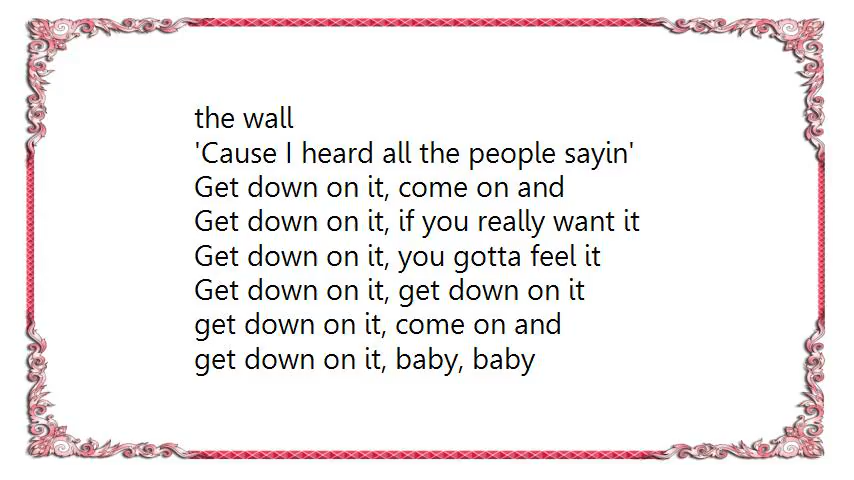 the wall
'Cause I heard all the people sayin'
Get down on it, come on and
Get down on it, if you really want it
Get down on it, you gotta feel it
Get down on it, get down on it
get down on it, come on and
get down on it, baby, baby